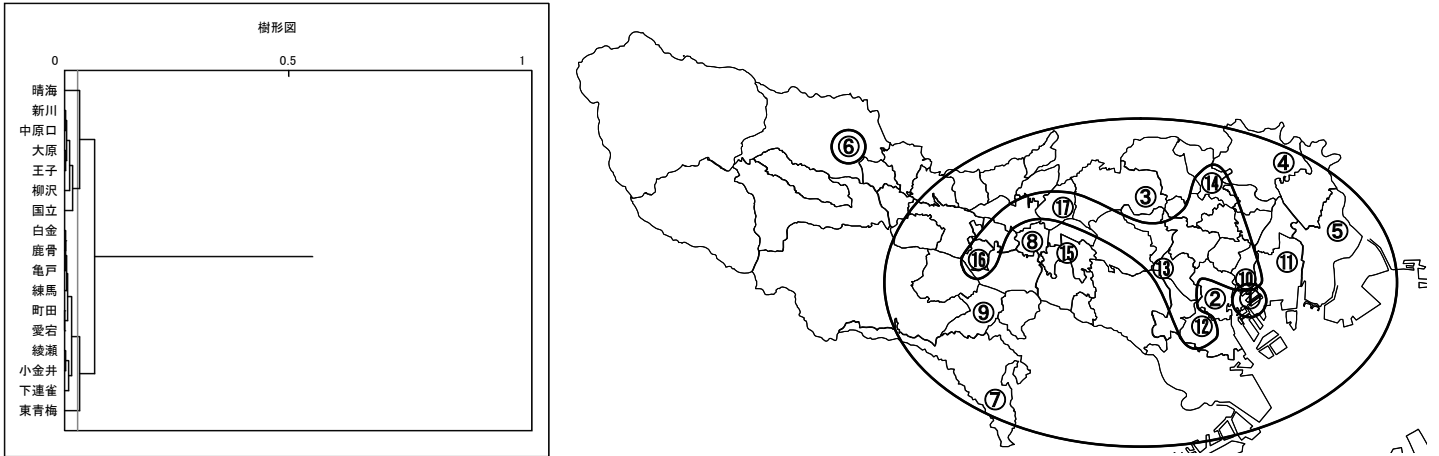 樹形図
0 0.5 1
晴海
新川
中原口
大原
王子
柳沢
国立
白金
鹿骨
亀戸
練馬
町田
愛宕
綾瀬
小金井
下連雀
東青梅
⑥
④
⑭
③
⑰
⑤
⑧
⑮
⑯
⑪
⑬
⑩
②
①
⑨
⑫
⑦